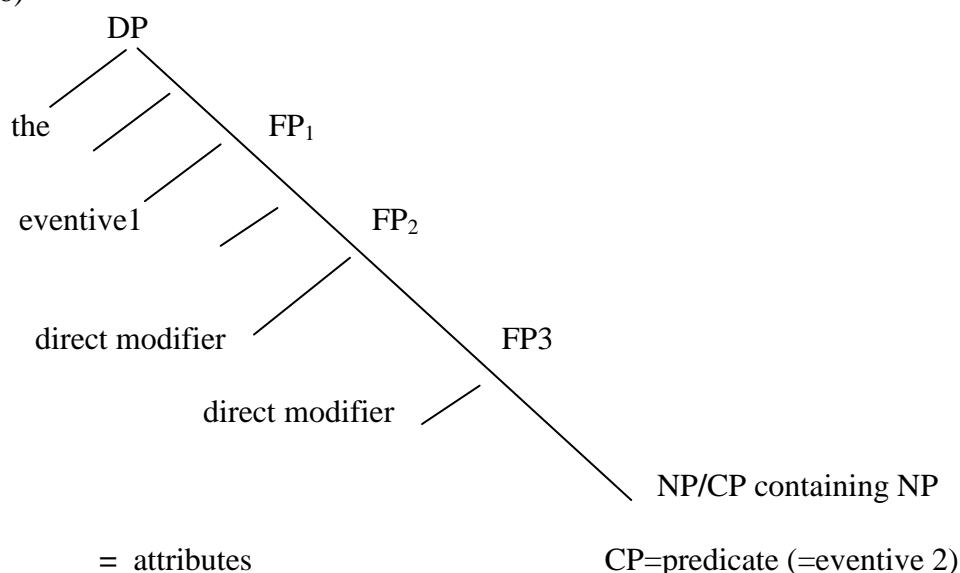 DP
the
FP₁
eventive1
FP₂
direct modifier
FP3
direct modifier
NP/CP containing NP
= attributes CP=predicate (=eventive 2)